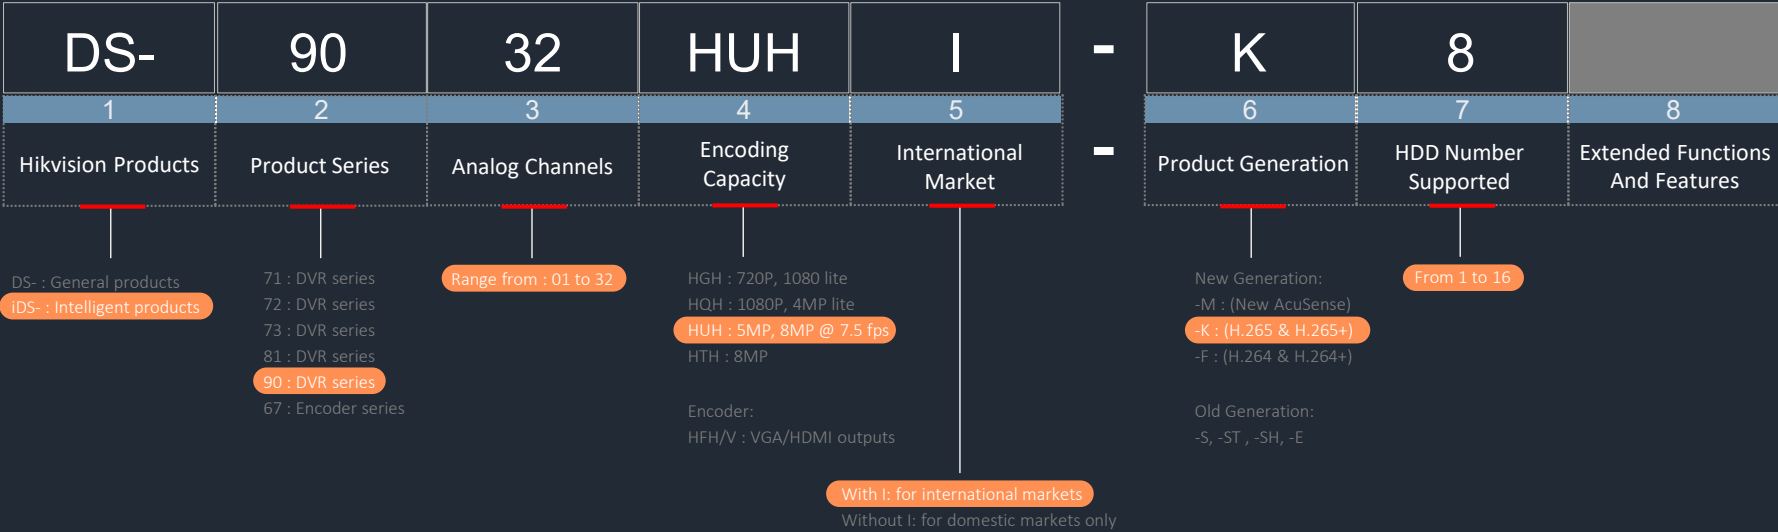 DS- 90 32 HUH I - K 8
1 2 3 4 5 6 7 8
Hikvision Products
Product Series
Analog Channels
Encoding
Capacity
International
Market
-
Product Generation
HDD Number
Supported
Extended Functions
And Features
DS- : General products
iDS- : Intelligent products
71 : DVR series
72 : DVR series
73 : DVR series
81 : DVR series
90 : DVR series
67 : Encoder series
Range from : 01 to 32
HGH : 720P, 1080 lite
HQH : 1080P, 4MP lite
HUH : 5MP, 8MP @ 7.5 fps
HTH : 8MP
Encoder:
HFH/V : VGA/HDMI outputs
With I: for international markets
Without I: for domestic markets only
New Generation:
-M : (New AcuSense)
-K : (H.265 & H.265+)
-F : (H.264 & H.264+)
Old Generation:
-S, -ST , -SH, -E
From 1 to 16